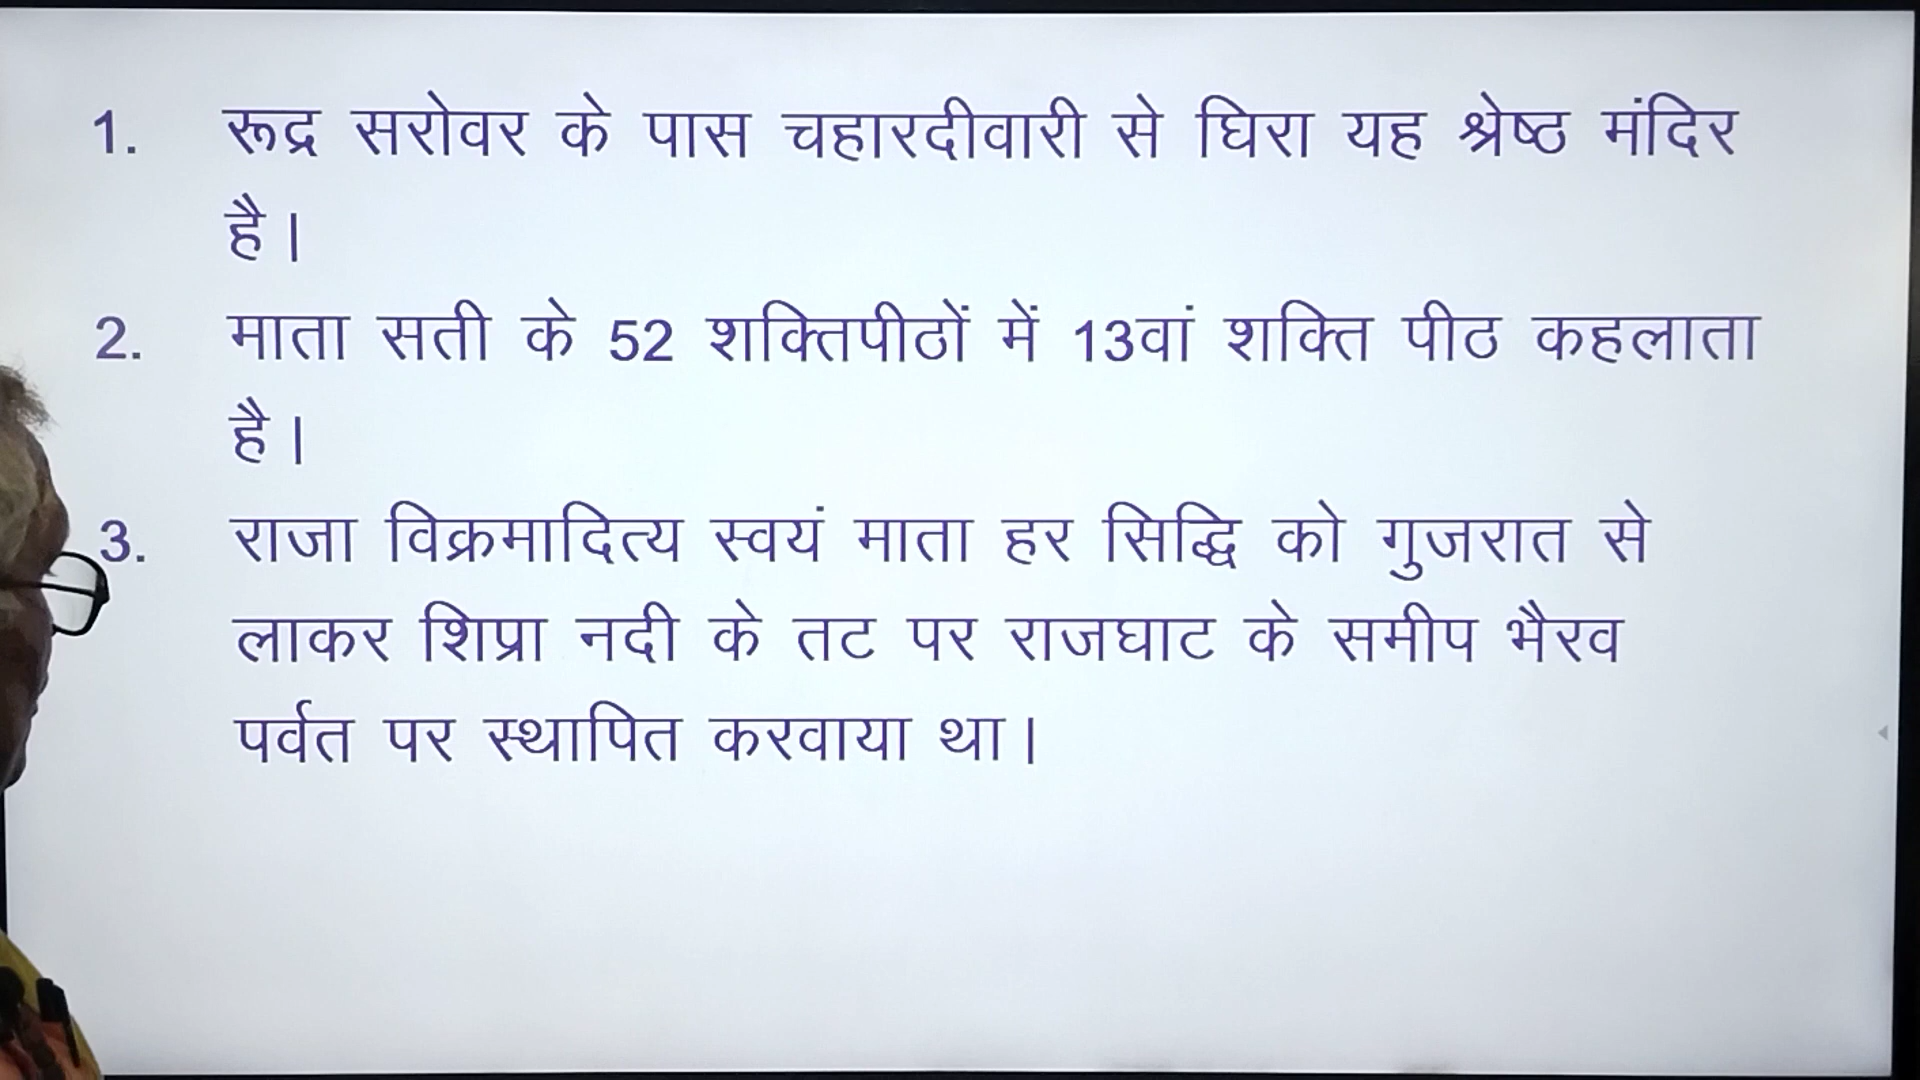 1. रूद्र सरोवर के पास चहारदीवारी से घिरा यह श्रेष्ठ मंदिर
है।
2. माता सती के 52 शक्तिपीठों में 13वां शक्ति पीठ कहलाता
है।
3. राजा विक्रमादित्य स्वयं माता हर सिद्धि को गुजरात से
लाकर शिप्रा नदी के तट पर राजघाट के समीप भैरव
पर्वत पर स्थापित करवाया था।